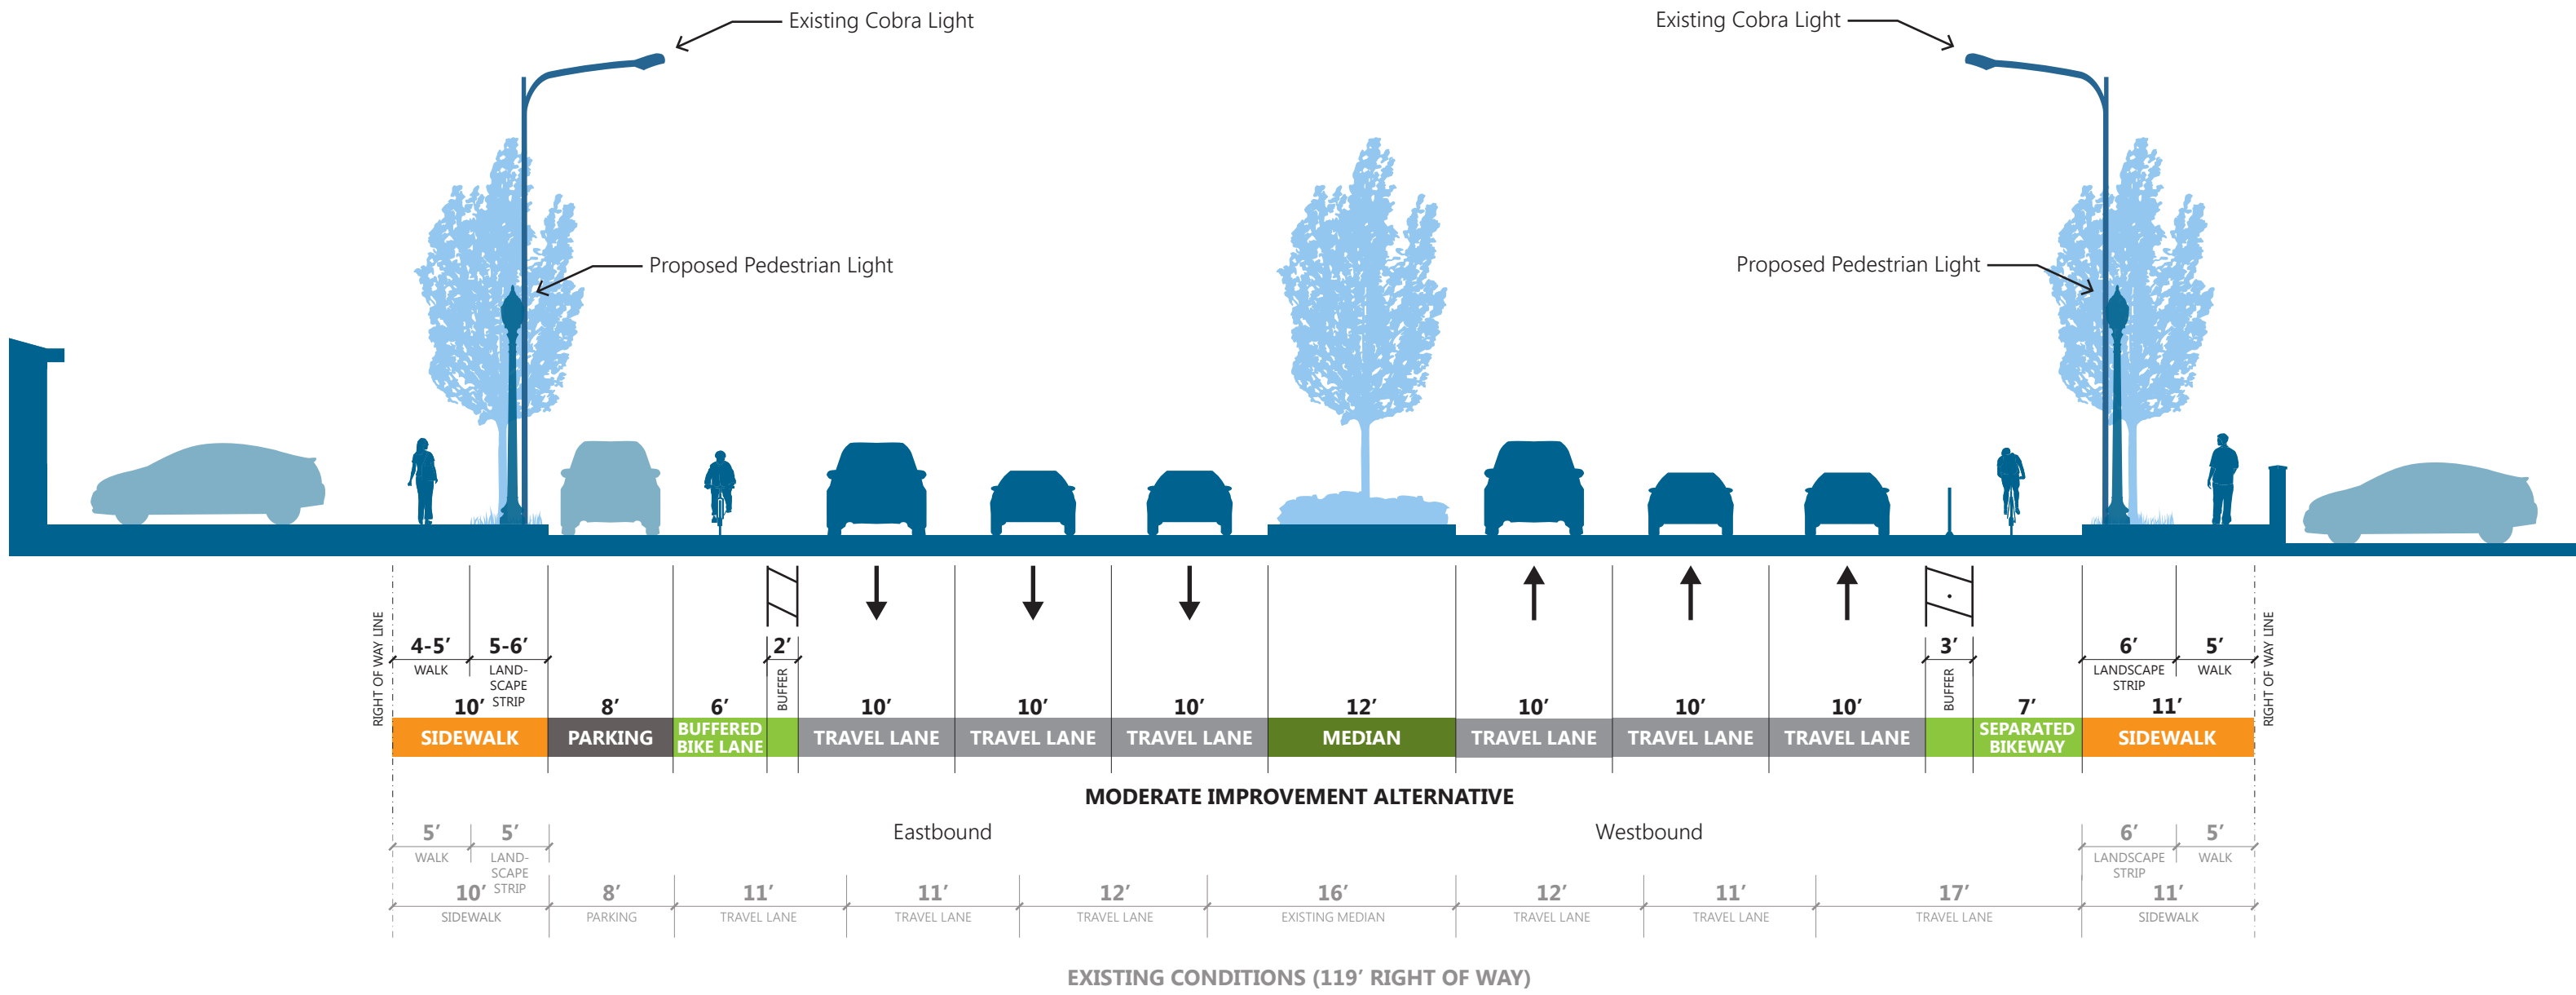 Existing Cobra Light
Existing Cobra Light
Proposed Pedestrian Light
Proposed Pedestrian Light
RIGHT OF WAY LINE
4-5’
WALK
5-6’
LAND-
SCAPE
STRIP
2’
BUFFER
3’
BUFFER
6’
LANDSCAPE
STRIP
5’
WALK
RIGHT OF WAY LINE
10’
8’
6’
10’
10’
10’
12’
10’
10’
10’
7’
11’
SIDEWALK
PARKING
BUFFERED
BIKE LANE
TRAVEL LANE
TRAVEL LANE
TRAVEL LANE
MEDIAN
TRAVEL LANE
TRAVEL LANE
TRAVEL LANE
SEPARATED
BIKEWAY
SIDEWALK
MODERATE IMPROVEMENT ALTERNATIVE
Eastbound
Westbound
5’
WALK
5’
LAND-
SCAPE
STRIP
6’
LANDSCAPE
STRIP
5’
WALK
10’
8’
11’
11’
12’
16’
12’
11’
17’
11’
SIDEWALK
PARKING
TRAVEL LANE
TRAVEL LANE
TRAVEL LANE
EXISTING MEDIAN
TRAVEL LANE
TRAVEL LANE
TRAVEL LANE
SIDEWALK
EXISTING CONDITIONS (119’ RIGHT OF WAY)